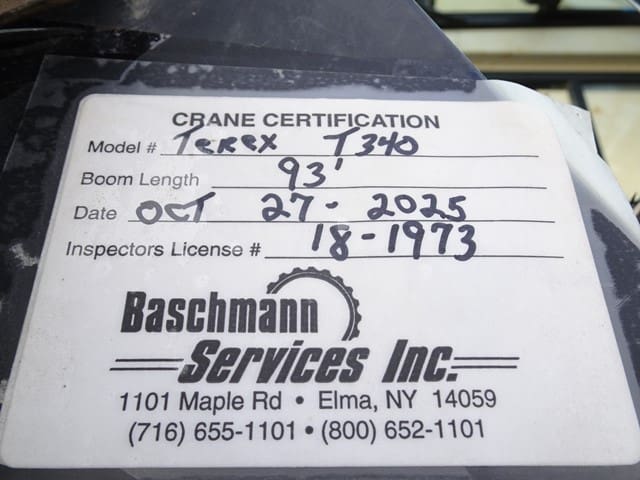 CRANE CERTIFICATION
Model # Terex T340
Boom Length 93'
Date OCT 27- 2025
Inspectors License # 18-1973
Baschmann
Services Inc.
1101 Maple Rd • Elma, NY 14059
(716) 655-1101 • (800) 652-1101